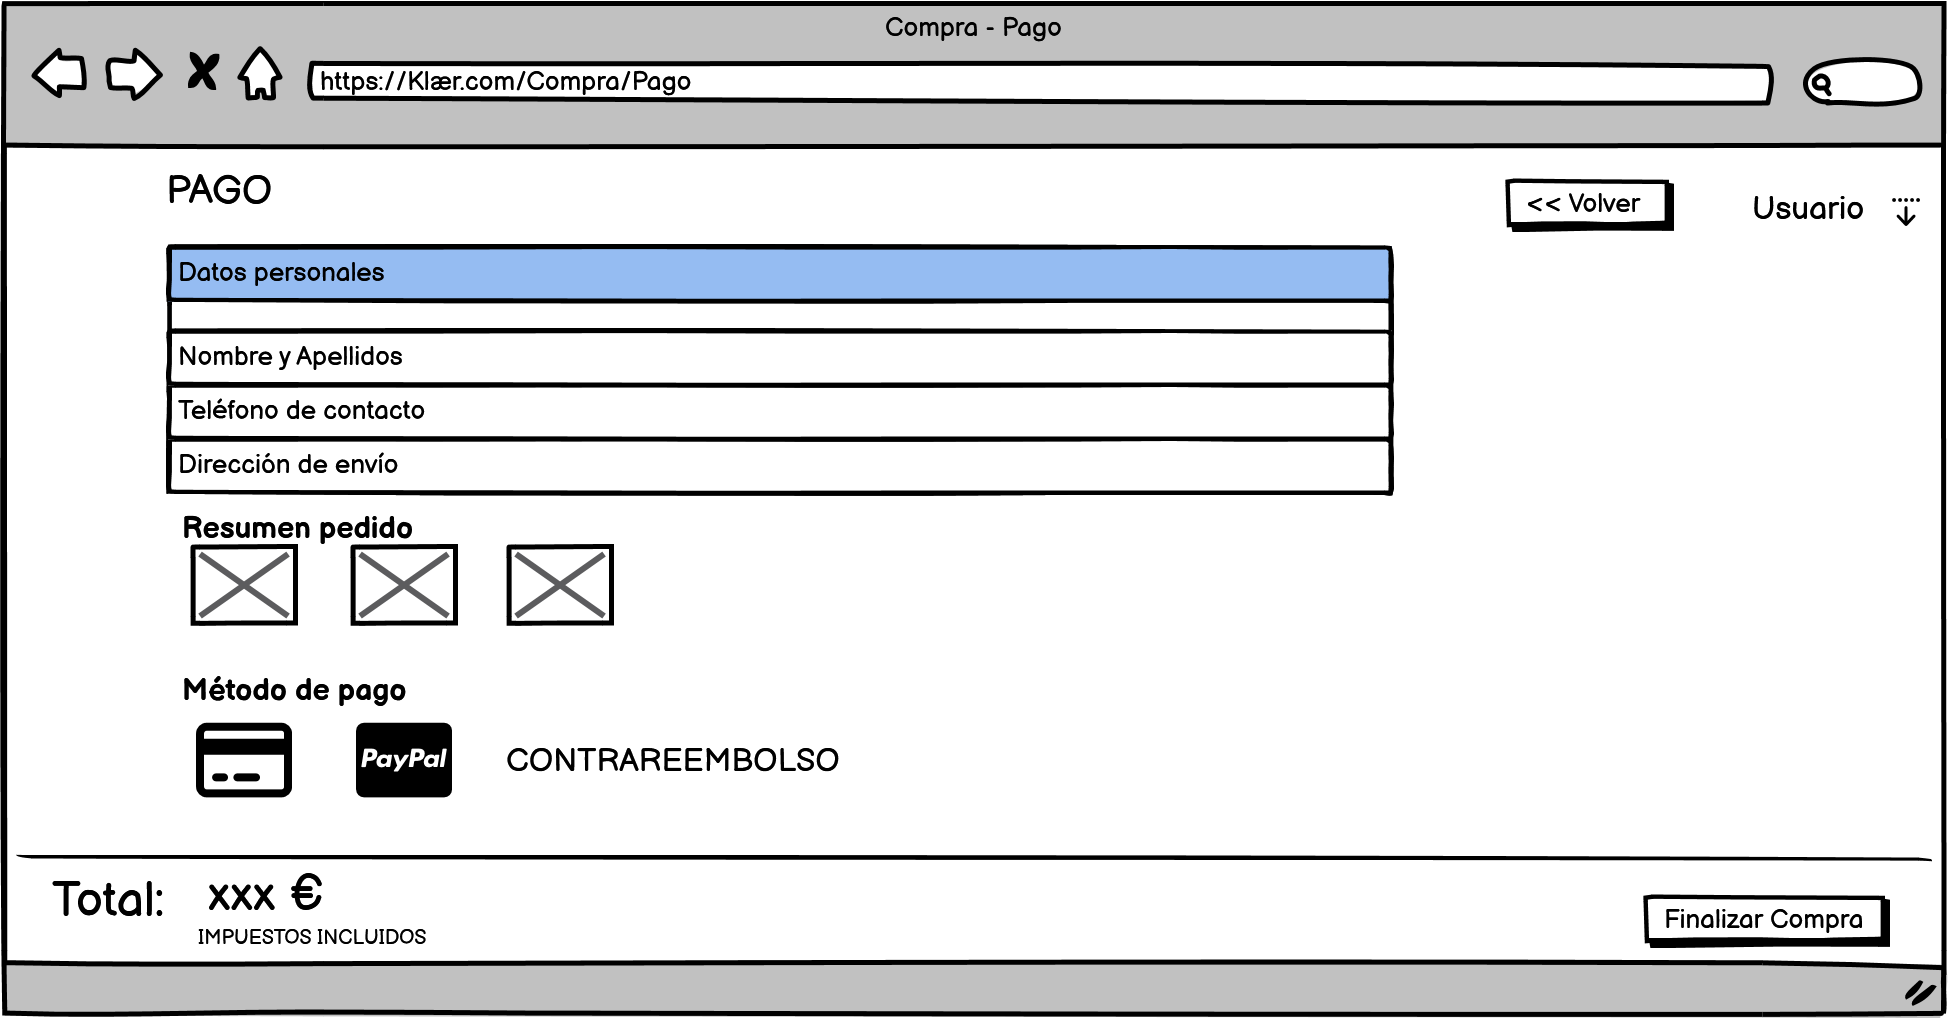 Compra - Pago
https://Klær.com/Compra/Pago
PAGO
<< Volver
Usuario
Datos personales
Nombre y Apellidos
Teléfono de contacto
Dirección de envío
Resumen pedido
Método de pago
PayPal
CONTRAREEMBOLSO
Total: xxx €
IMPUESTOS INCLUIDOS
Finalizar Compra